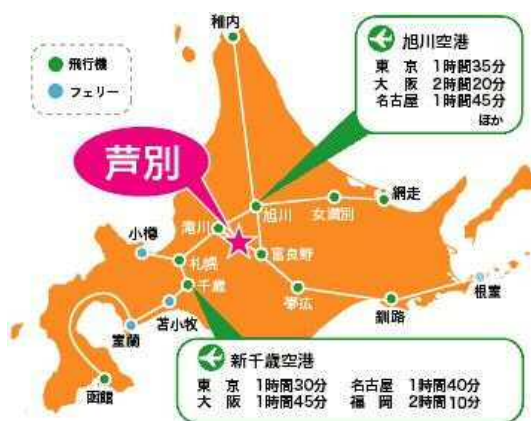 稚内
飛行機
フェリー
旭川空港
東 京 1時間35分
大 阪 2時間20分
名古屋 1時間45分
ほか
芦別
旭川
女満別
網走
小樽
滝川
富良野
札幌
千歳
帯広
釧路
根室
苫小牧
室蘭
函館
新千歳空港
東 京 1時間30分 名古屋 1時間40分
大 阪 1時間45分 福 岡 2時間10分